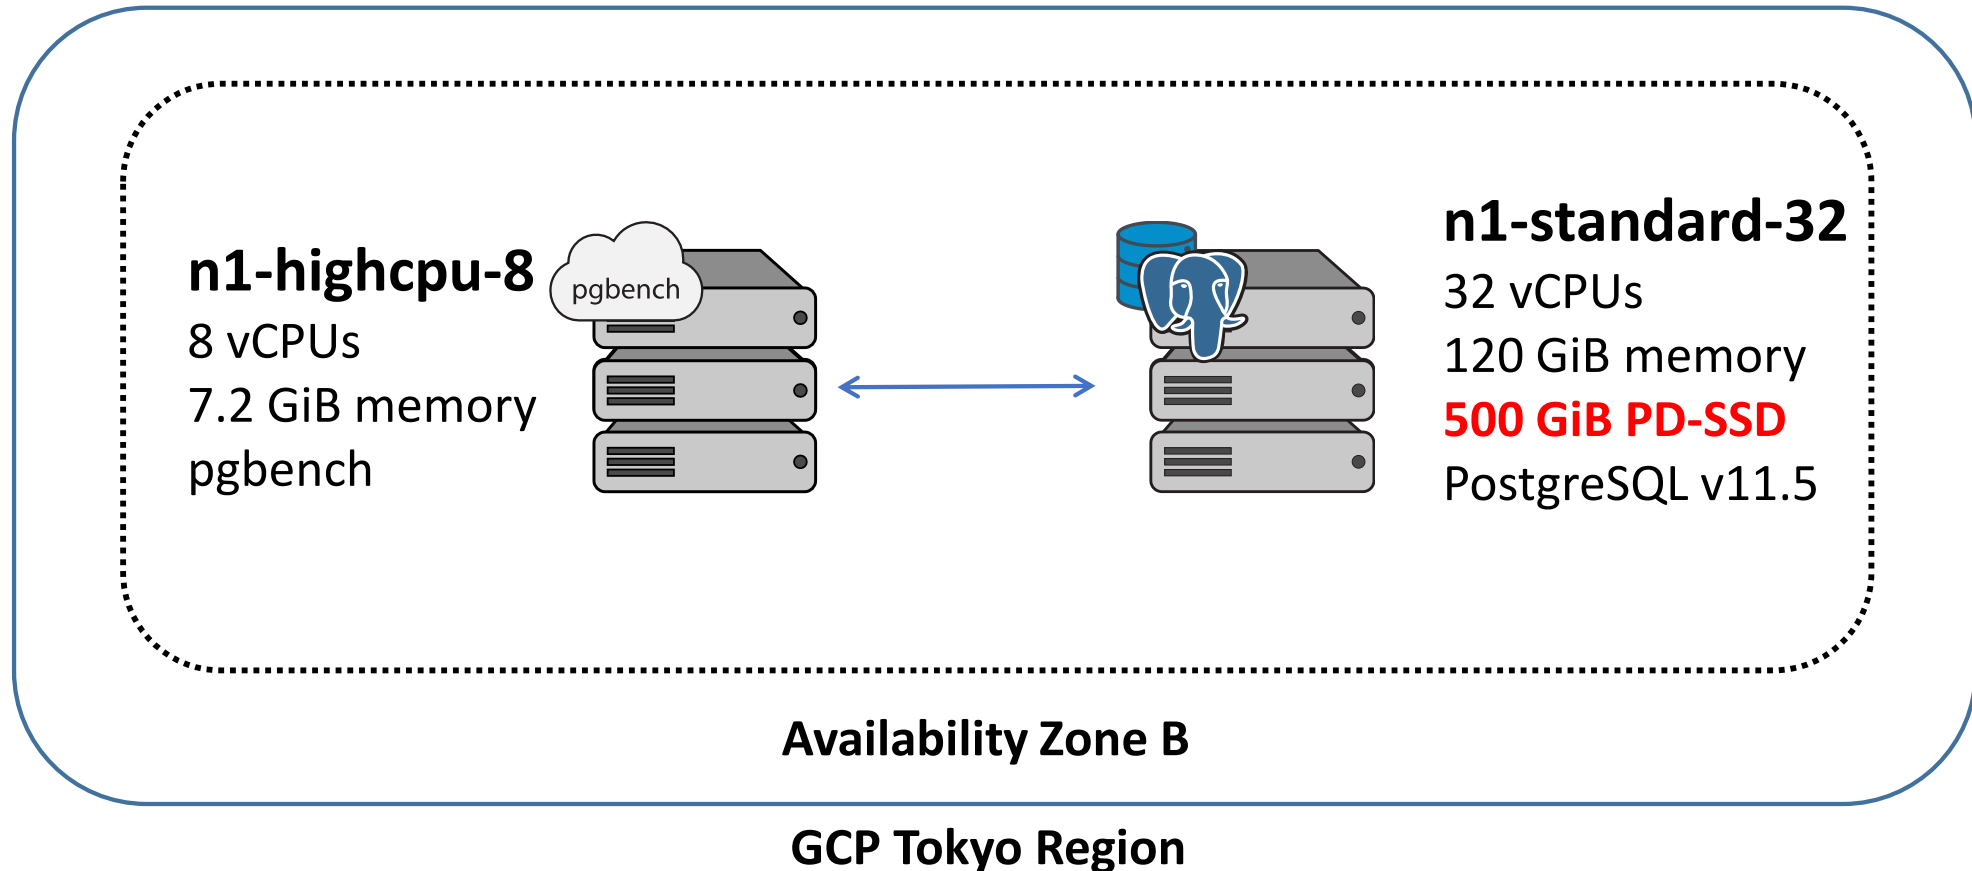 n1-highcpu-8
8 vCPUs
7.2 GiB memory
pgbench
pgbench
n1-standard-32
32 vCPUs
120 GiB memory
500 GiB PD-SSD
PostgreSQL v11.5
Availability Zone B
GCP Tokyo Region